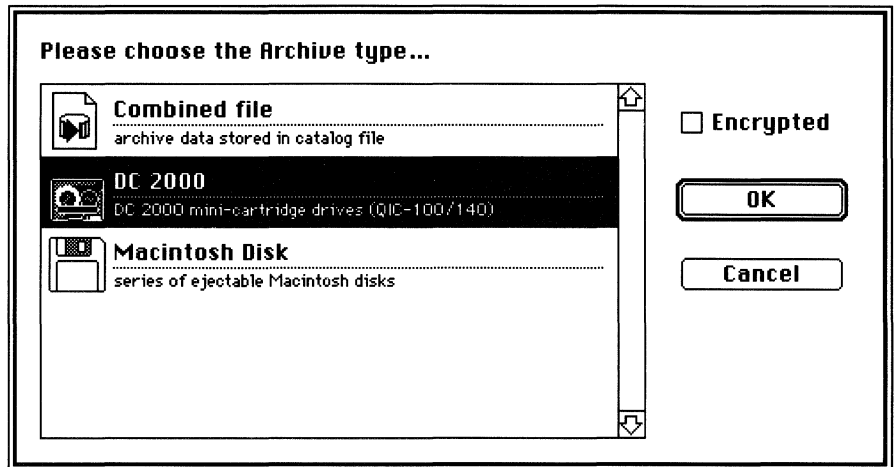 Please choose the Archive type...
Combined file
archive data stored in catalog file
DC 2000
DC 2000 mini-cartridge drives (QIC-100/140)
Macintosh Disk
series of ejectable Macintosh disks
Encrypted
OK
Cancel